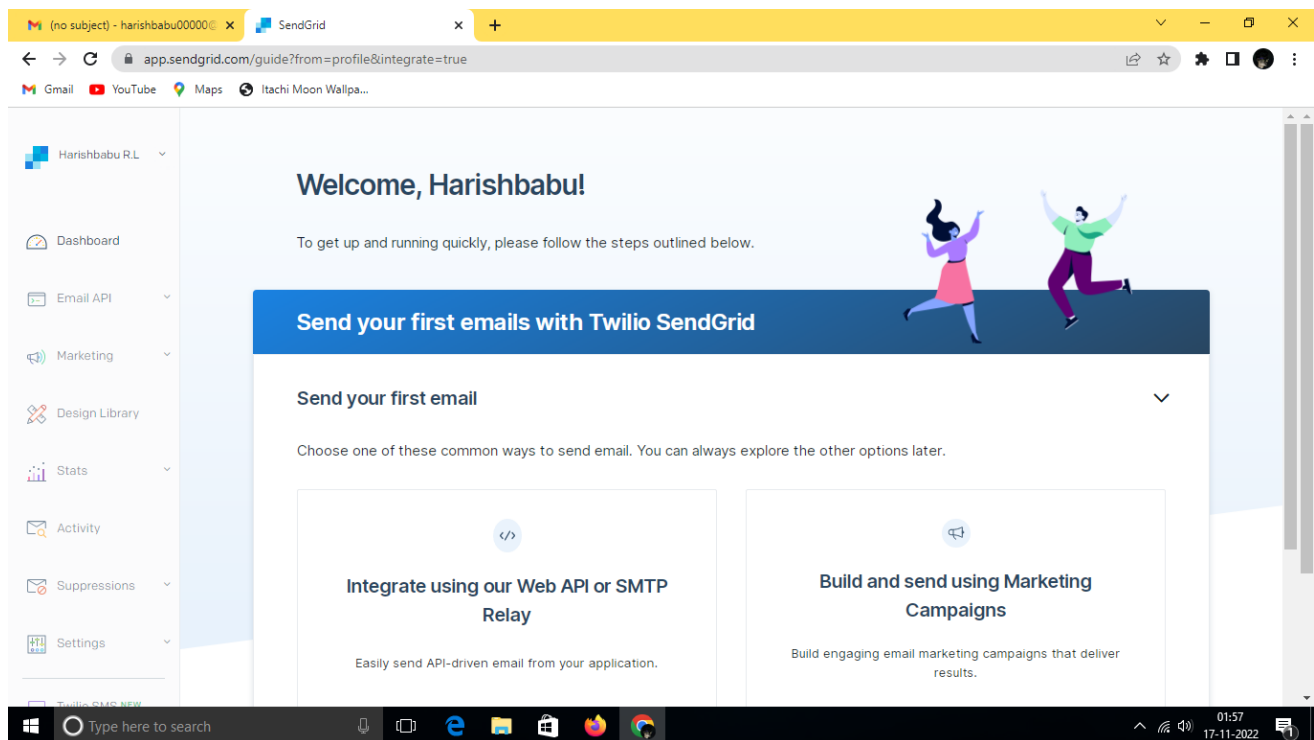 (no subject) - harishbabu00000@
SendGrid
app.sendgrid.com/guide?from=profile&integrate=true
Gmail YouTube Maps Itachi Moon Wallpa...
Harishbabu R.L
Dashboard
Email API
Marketing
Design Library
Stats
Activity
Suppressions
Settings
Twilio SMS NEW
Welcome, Harishbabu!
To get up and running quickly, please follow the steps outlined below.
Send your first emails with Twilio SendGrid
Send your first email
Choose one of these common ways to send email. You can always explore the other options later.
Integrate using our Web API or SMTP
Relay
Easily send API-driven email from your application.
Build and send using Marketing
Campaigns
Build engaging email marketing campaigns that deliver
results.
Type here to search
01:57
17-11-2022
1